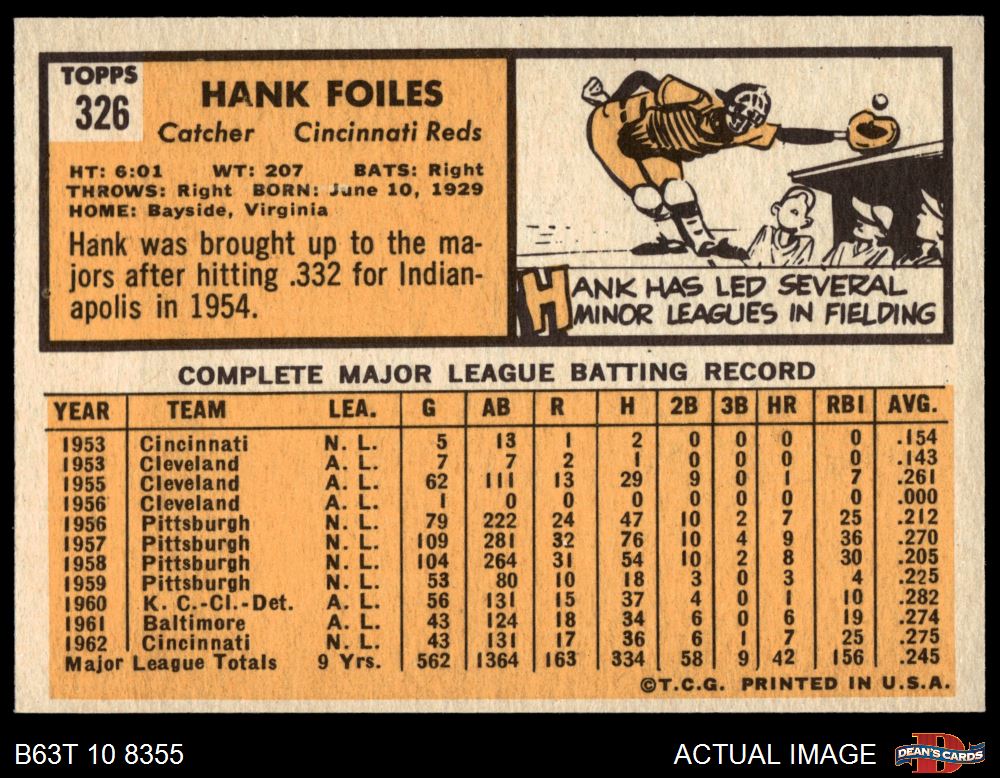 TOPPS
326
HANK FOILES
Catcher Cincinnati Reds
HT: 6:01 WT: 207 BATS: Right
THROWS: Right BORN: June 10, 1929
HOME: Bayside, Virginia
Hank was brought up to the ma-
jors after hitting .332 for Indian-
apolis in 1954.
HANK HAS LED SEVERAL
MINOR LEAGUES IN FIELDING
COMPLETE MAJOR LEAGUE BATTING RECORD
YEAR TEAM LEA. G AB R H 2B 3B HR RBI AVG.
1953 Cincinnati N. L. 5 13 1 2 0 0 0 0 .154
1953 Cleveland A. L. 7 7 2 1 0 0 0 0 .143
1955 Cleveland A. L. 62 111 13 29 9 0 1 7 .261
1956 Cleveland A. L. 1 0 0 0 0 0 0 0 .000
1956 Pittsburgh N. L. 79 222 24 47 10 2 7 25 .212
1957 Pittsburgh N. L. 109 281 32 76 10 4 9 36 .270
1958 Pittsburgh N. L. 104 264 31 54 10 2 8 30 .205
1959 Pittsburgh N. L. 53 80 10 18 3 0 3 4 .225
1960 K. C.-Cl.-Det. A. L. 56 131 15 37 4 0 1 10 .282
1961 Baltimore A. L. 43 124 18 34 6 0 6 19 .274
1962 Cincinnati N. L. 43 131 17 36 6 1 7 25 .275
Major League Totals 9 Yrs. 562 1364 163 334 58 9 42 156 .245
©T.C.G. PRINTED IN U.S.A.
B63T 10 8355 ACTUAL IMAGE
D
DEAN'S CARDS